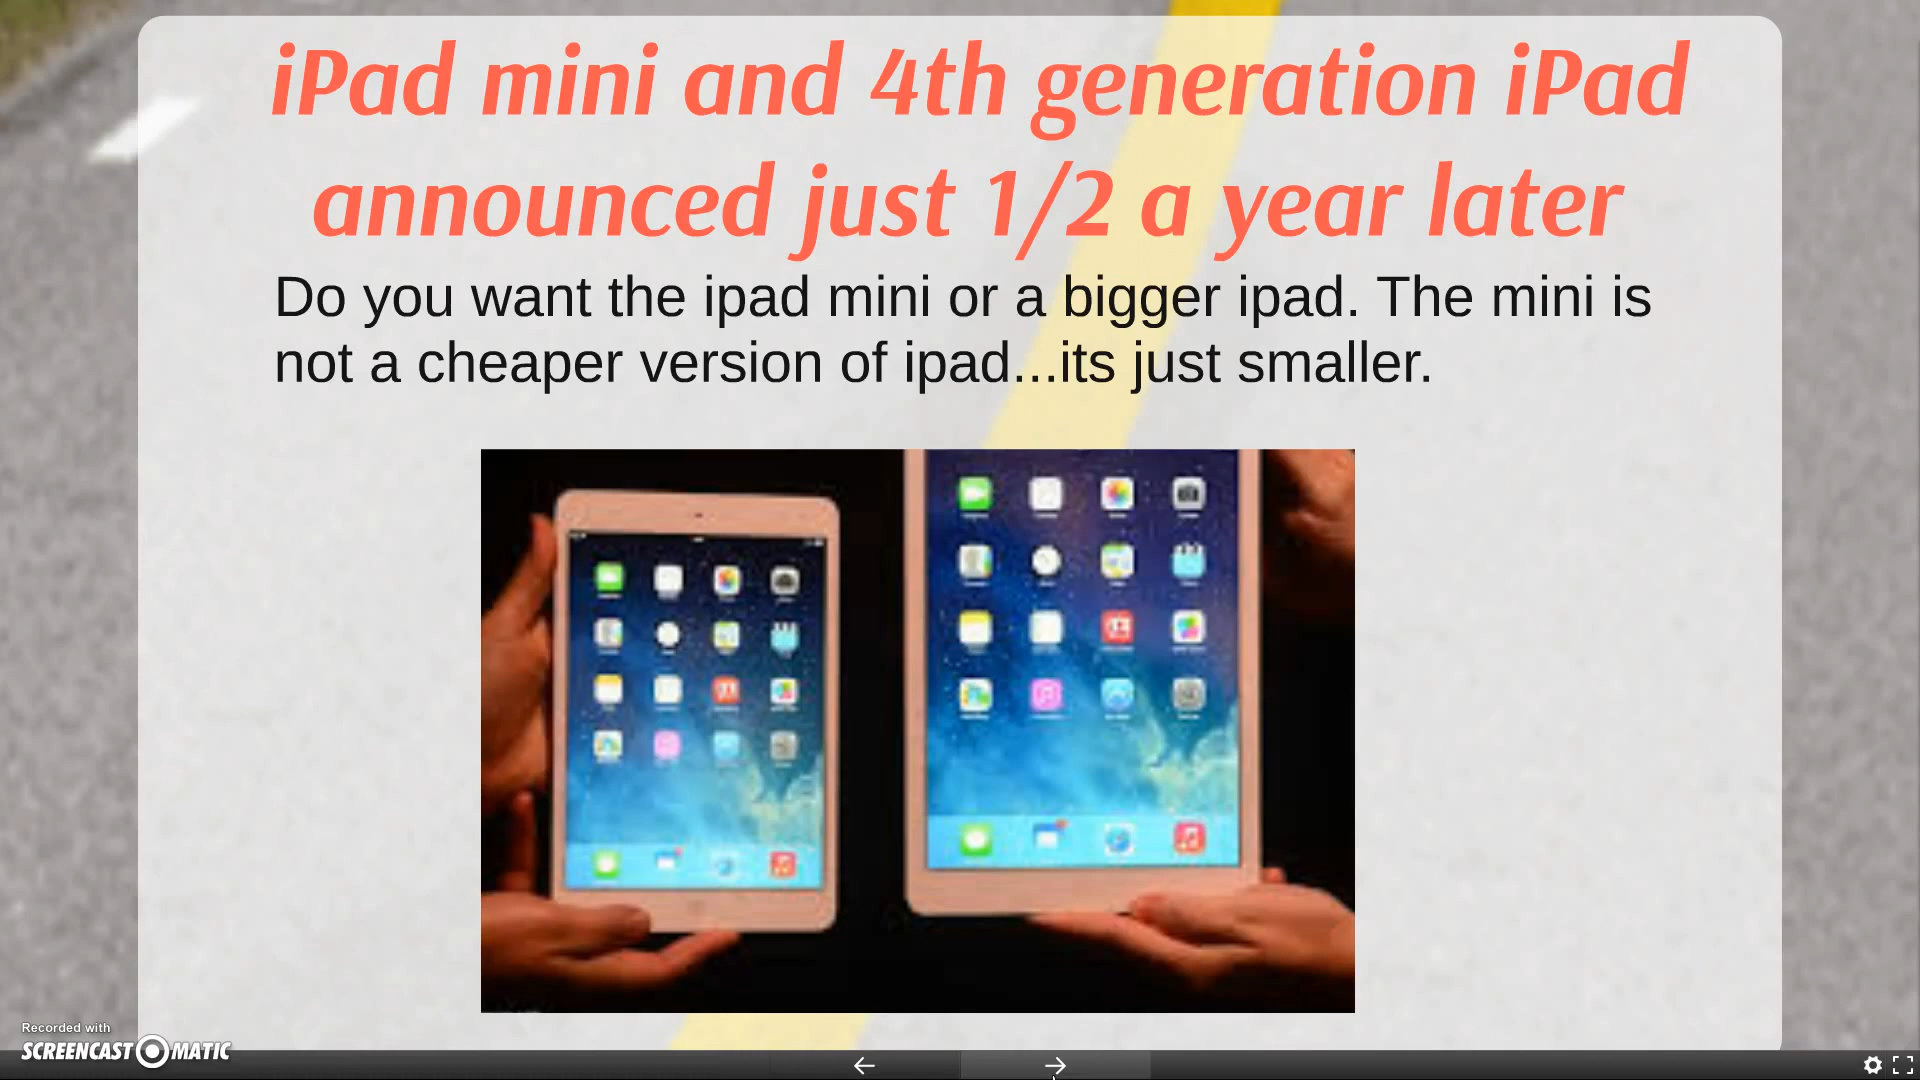 iPad mini and 4th generation iPad
announced just 1/2 a year later
Do you want the ipad mini or a bigger ipad. The mini is
not a cheaper version of ipad...its just smaller.
Recorded with
SCREENCAST MATIC